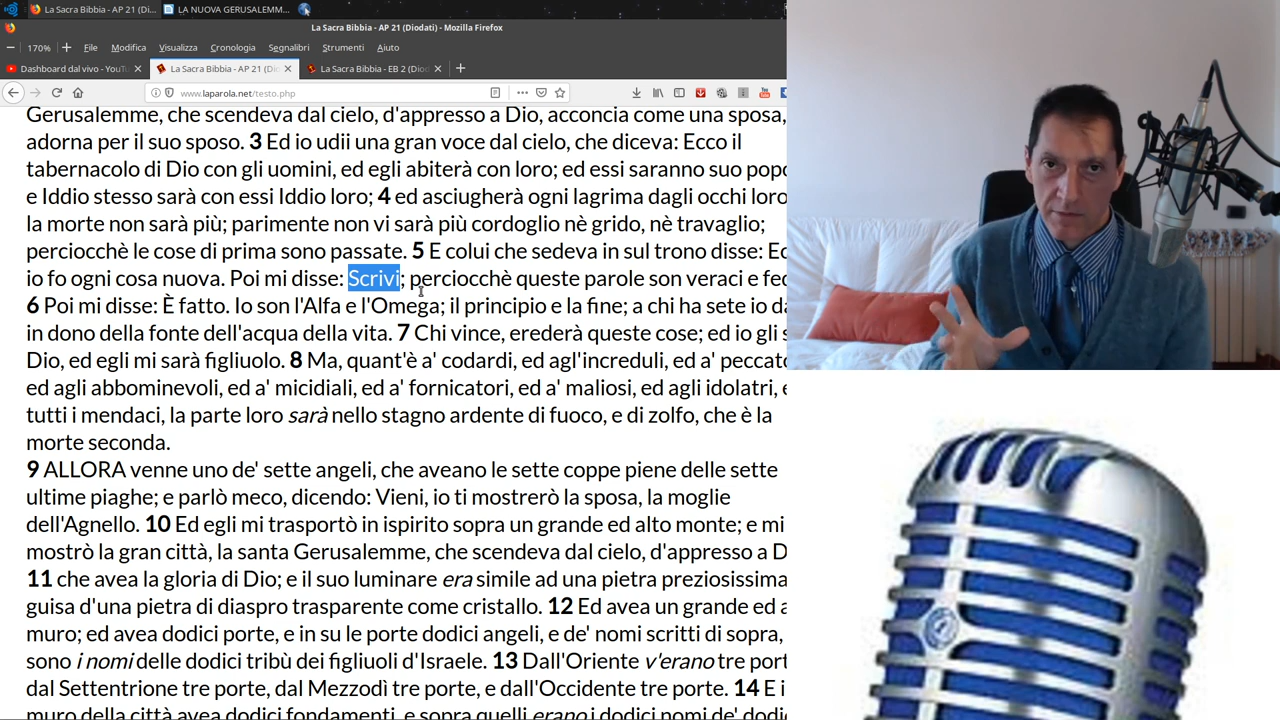 La Sacra Bibbia - AP 21 (Di...
LA NUOVA GERUSALEMM...
La Sacra Bibbia - AP 21 (Diodati) - Mozilla Firefox
170% File Modifica Visualizza Cronologia Segnalibri Strumenti Aiuto
Dashboard dal vivo - YouTu
La Sacra Bibbia - AP 21 (Dio
La Sacra Bibbia - EB 2 (Diod
www.laparola.net/testo.php
Gerusalemme, che scendeva dal cielo, d'appresso a Dio, acconcia come una sposa,
adorna per il suo sposo. 3 Ed io udii una gran voce dal cielo, che diceva: Ecco il
tabernacolo di Dio con gli uomini, ed egli abiterà con loro; ed essi saranno suo popo
e Iddio stesso sarà con essi Iddio loro; 4 ed asciugherà ogni lagrima dagli occhi loro
la morte non sarà più; parimente non vi sarà più cordoglio nè grido, nè travaglio;
perciocchè le cose di prima sono passate. 5 E colui che sedeva in sul trono disse: Ec
io fo ogni cosa nuova. Poi mi disse: Scrivi; perciocchè queste parole son veraci e fed
6 Poi mi disse: È fatto. Io son l'Alfa e l'Omega; il principio e la fine; a chi ha sete io da
in dono della fonte dell'acqua della vita. 7 Chi vince, erederà queste cose; ed io gli s
Dio, ed egli mi sarà figliuolo. 8 Ma, quant'è a' codardi, ed agl'increduli, ed a' peccato
ed agli abbominevoli, ed a' micidiali, ed a' fornicatori, ed a' maliosi, ed agli idolatri, e
tutti i mendaci, la parte loro sarà nello stagno ardente di fuoco, e di zolfo, che è la
morte seconda.
9 ALLORA venne uno de' sette angeli, che aveano le sette coppe piene delle sette
ultime piaghe; e parlò meco, dicendo: Vieni, io ti mostrerò la sposa, la moglie
dell'Agnello. 10 Ed egli mi trasportò in ispirito sopra un grande ed alto monte; e mi
mostrò la gran città, la santa Gerusalemme, che scendeva dal cielo, d'appresso a D
11 che avea la gloria di Dio; e il suo luminare era simile ad una pietra preziosissima
guisa d'una pietra di diaspro trasparente come cristallo. 12 Ed avea un grande ed a
muro; ed avea dodici porte, e in su le porte dodici angeli, e de' nomi scritti di sopra,
sono i nomi delle dodici tribù dei figliuoli d'Israele. 13 Dall'Oriente v'erano tre port
dal Settentrione tre porte, dal Mezzodì tre porte, e dall'Occidente tre porte. 14 E i
muro della città avea dodici fondamenti, e sopra quelli erano i dodici nomi de' dodi